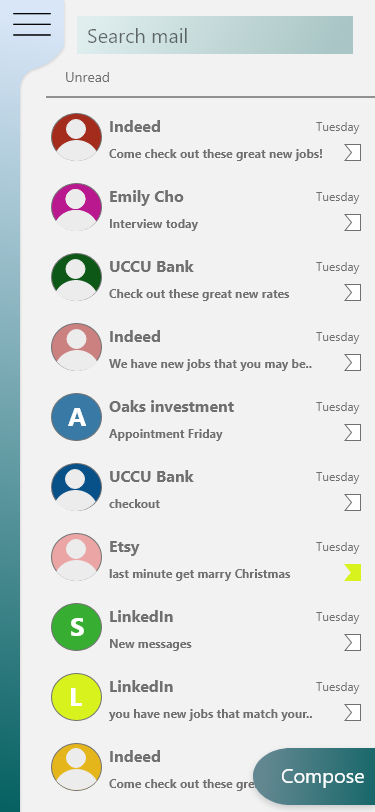 Search mail
Unread
Indeed Tuesday
Come check out these great new jobs!
Emily Cho Tuesday
Interview today
UCCU Bank Tuesday
Check out these great new rates
Indeed Tuesday
We have new jobs that you may be..
A Oaks investment Tuesday
Appointment Friday
UCCU Bank Tuesday
checkout
Etsy Tuesday
last minute get marry Christmas
S LinkedIn Tuesday
New messages
L LinkedIn Tuesday
you have new jobs that match your..
Indeed
Come check out these
Compose